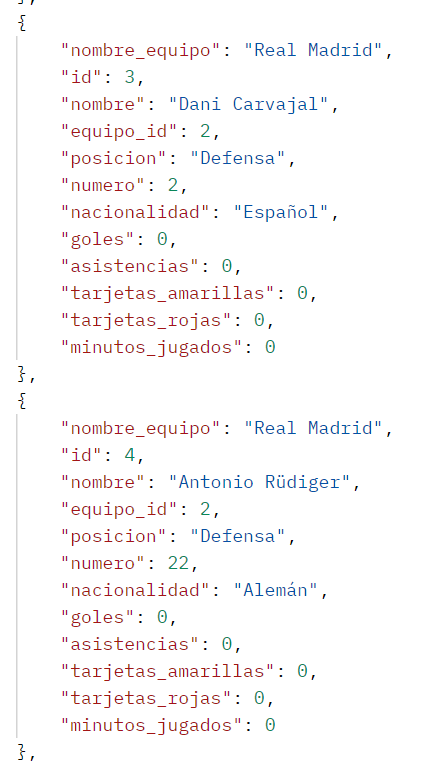 {
"nombre_equipo": "Real Madrid",
"id": 3,
"nombre": "Dani Carvajal",
"equipo_id": 2,
"posicion": "Defensa",
"numero": 2,
"nacionalidad": "Español",
"goles": 0,
"asistencias": 0,
"tarjetas_amarillas": 0,
"tarjetas_rojas": 0,
"minutos_jugados": 0
},
{
"nombre_equipo": "Real Madrid",
"id": 4,
"nombre": "Antonio Rüdiger",
"equipo_id": 2,
"posicion": "Defensa",
"numero": 22,
"nacionalidad": "Alemán",
"goles": 0,
"asistencias": 0,
"tarjetas_amarillas": 0,
"tarjetas_rojas": 0,
"minutos_jugados": 0
},